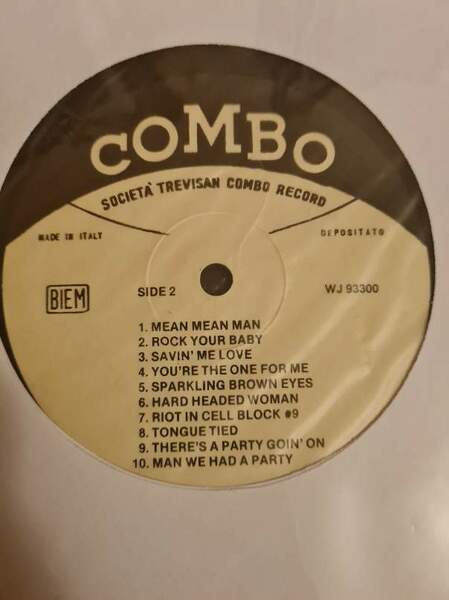 COMBO
SOCIETÀ TREVISAN COMBO RECORD
MADE IN ITALY
DEPOSITATO
BIEM
SIDE 2
WJ 93300
1. MEAN MEAN MAN
2. ROCK YOUR BABY
3. SAVIN' ME LOVE
4. YOU'RE THE ONE FOR ME
5. SPARKLING BROWN EYES
6. HARD HEADED WOMAN
7. RIOT IN CELL BLOCK #9
8. TONGUE TIED
9. THERE'S A PARTY GOIN' ON
10. MAN WE HAD A PARTY